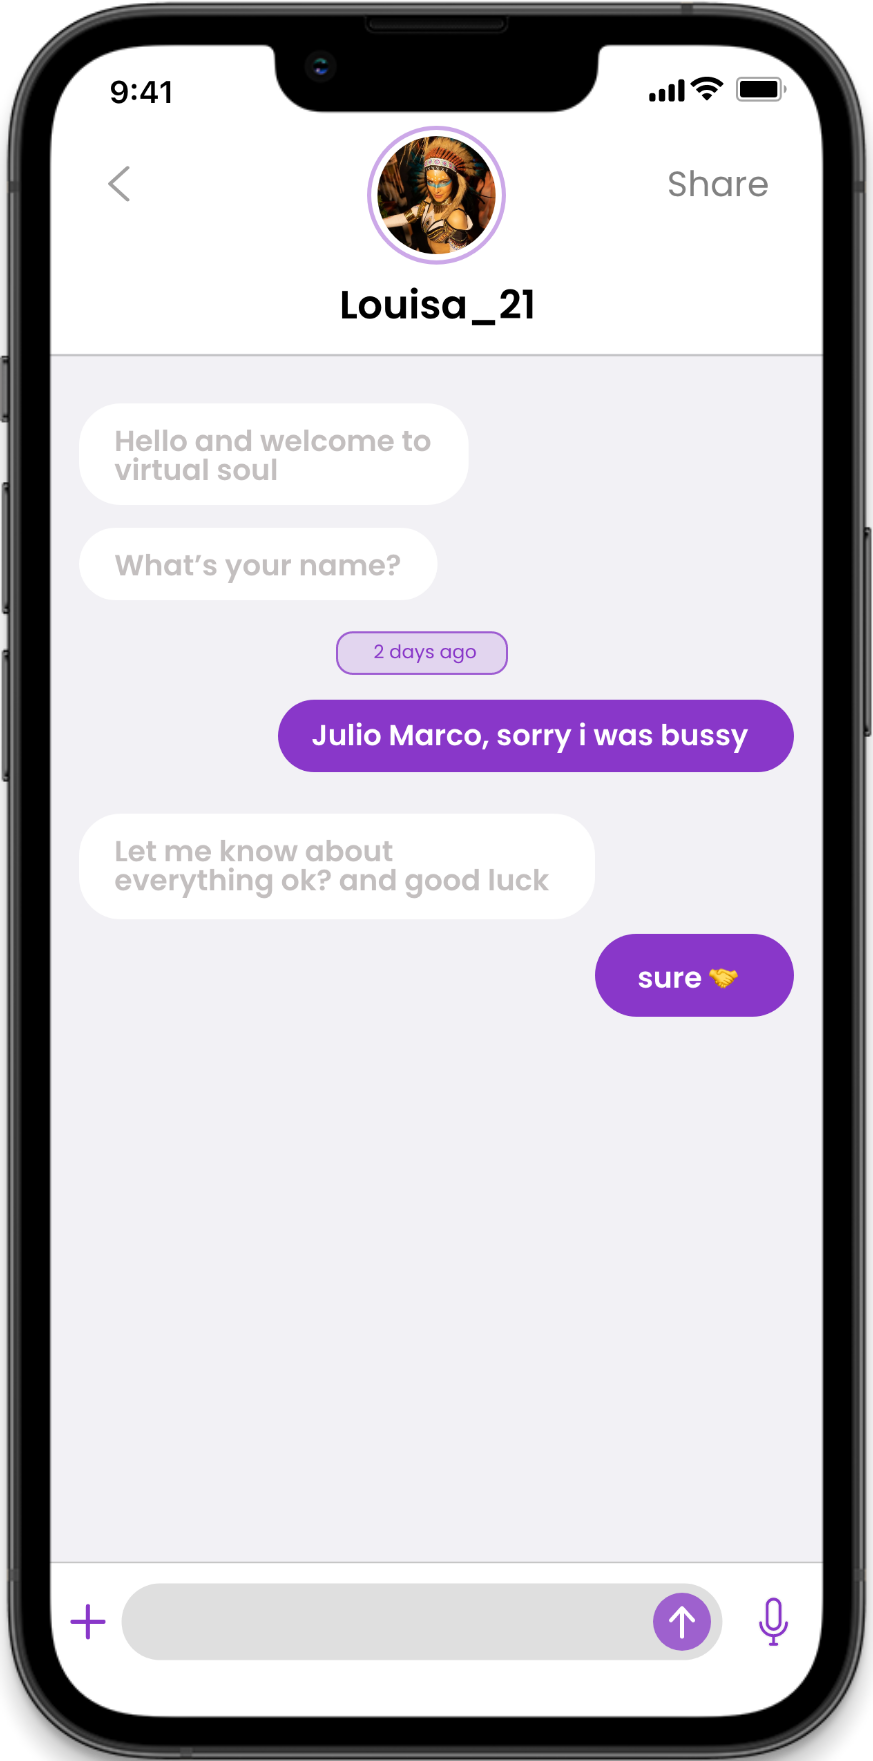 9:41
Share
Louisa_21
Hello and welcome to
virtual soul
What's your name?
2 days ago
Julio Marco, sorry i was bussy
Let me know about
everything ok? and good luck
sure 🤝